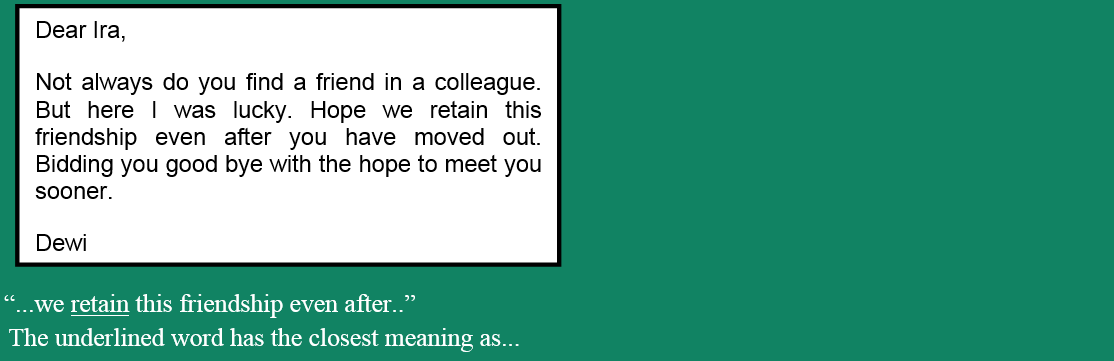 Dear Ira,
Not always do you find a friend in a colleague.
But here I was lucky. Hope we retain this
friendship even after you have moved out.
Bidding you good bye with the hope to meet you
sooner.
Dewi
“...we retain this friendship even after..”
The underlined word has the closest meaning as...